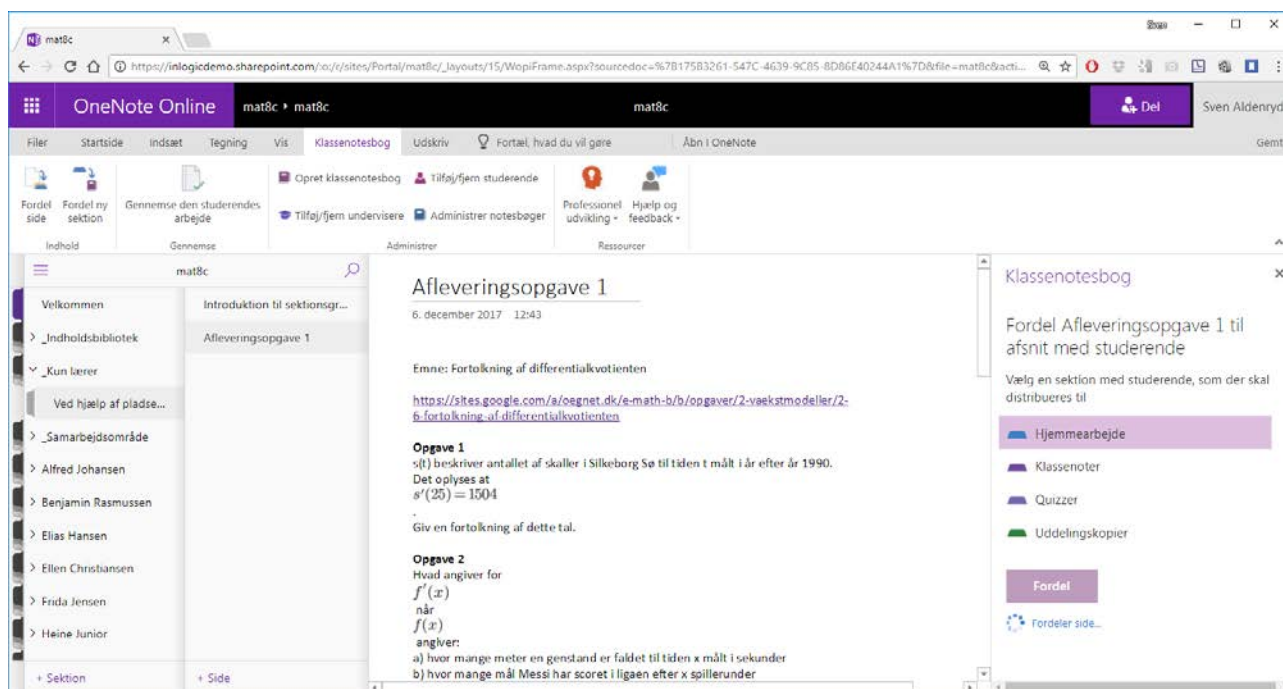 mat8c
Sven
https://inlogicdemo.sharepoint.com/:o:/r/sites/Portal/mat8c/_layouts/15/WopiFrame.aspx?sourcedoc=%7B17583261-547C-4639-9C85-8D86E40244A1%7D&file=mat8c&acti...
OneNote Online mat8c ▸ mat8c mat8c Del Sven Aldenryd
Filer Startside Indsæt Tegning Vis Klassenotesbog Udskriv Fortæl, hvad du vil gøre Åbn i OneNote Gemt
Fordel side
Fordel ny sektion
Gennemse den studerendes arbejde
Opret klassenotesbog Tilføj/fjern studerende
Tilføj/fjern undervisere Administrer notesbøger
Professionel udvikling
Hjælp og feedback
Indhold Gennemse Administrer Ressourcer
mat8c
Velkommen
> _Indholdsbibliotek
_Kun lærer
Ved hjælp af pladse...
> _Samarbejdsområde
> Alfred Johansen
> Benjamin Rasmussen
> Elias Hansen
> Ellen Christiansen
> Frida Jensen
> Heine Junior
+ Sektion
Introduktion til sektionsgr...
Afleveringsopgave 1
+ Side
Afleveringsopgave 1
6. december 2017 12:43
Emne: Fortolkning af differentialkvotienten
https://sites.google.com/a/oegnet.dk/e-math-b/b/opgaver/2-vaekstmodeller/2-
6-fortolkning-af-differentialkvotienten
Opgave 1
s(t) beskriver antallet af skaller i Silkeborg Sø til tiden t målt i år efter år 1990.
Det oplyses at
s′(25) = 1504
.
Giv en fortolkning af dette tal.
Opgave 2
Hvad angiver for
f′(x)
når
f(x)
angiver:
a) hvor mange meter en genstand er faldet til tiden x målt i sekunder
b) hvor mange mål Messi har scoret i ligaen efter x spillerunder
Klassenotesbog
Fordel Afleveringsopgave 1 til
afsnit med studerende
Vælg en sektion med studerende, som der skal
distribueres til
Hjemmearbejde
Klassenoter
Quizzer
Uddelingskopier
Fordel
Fordeler side...